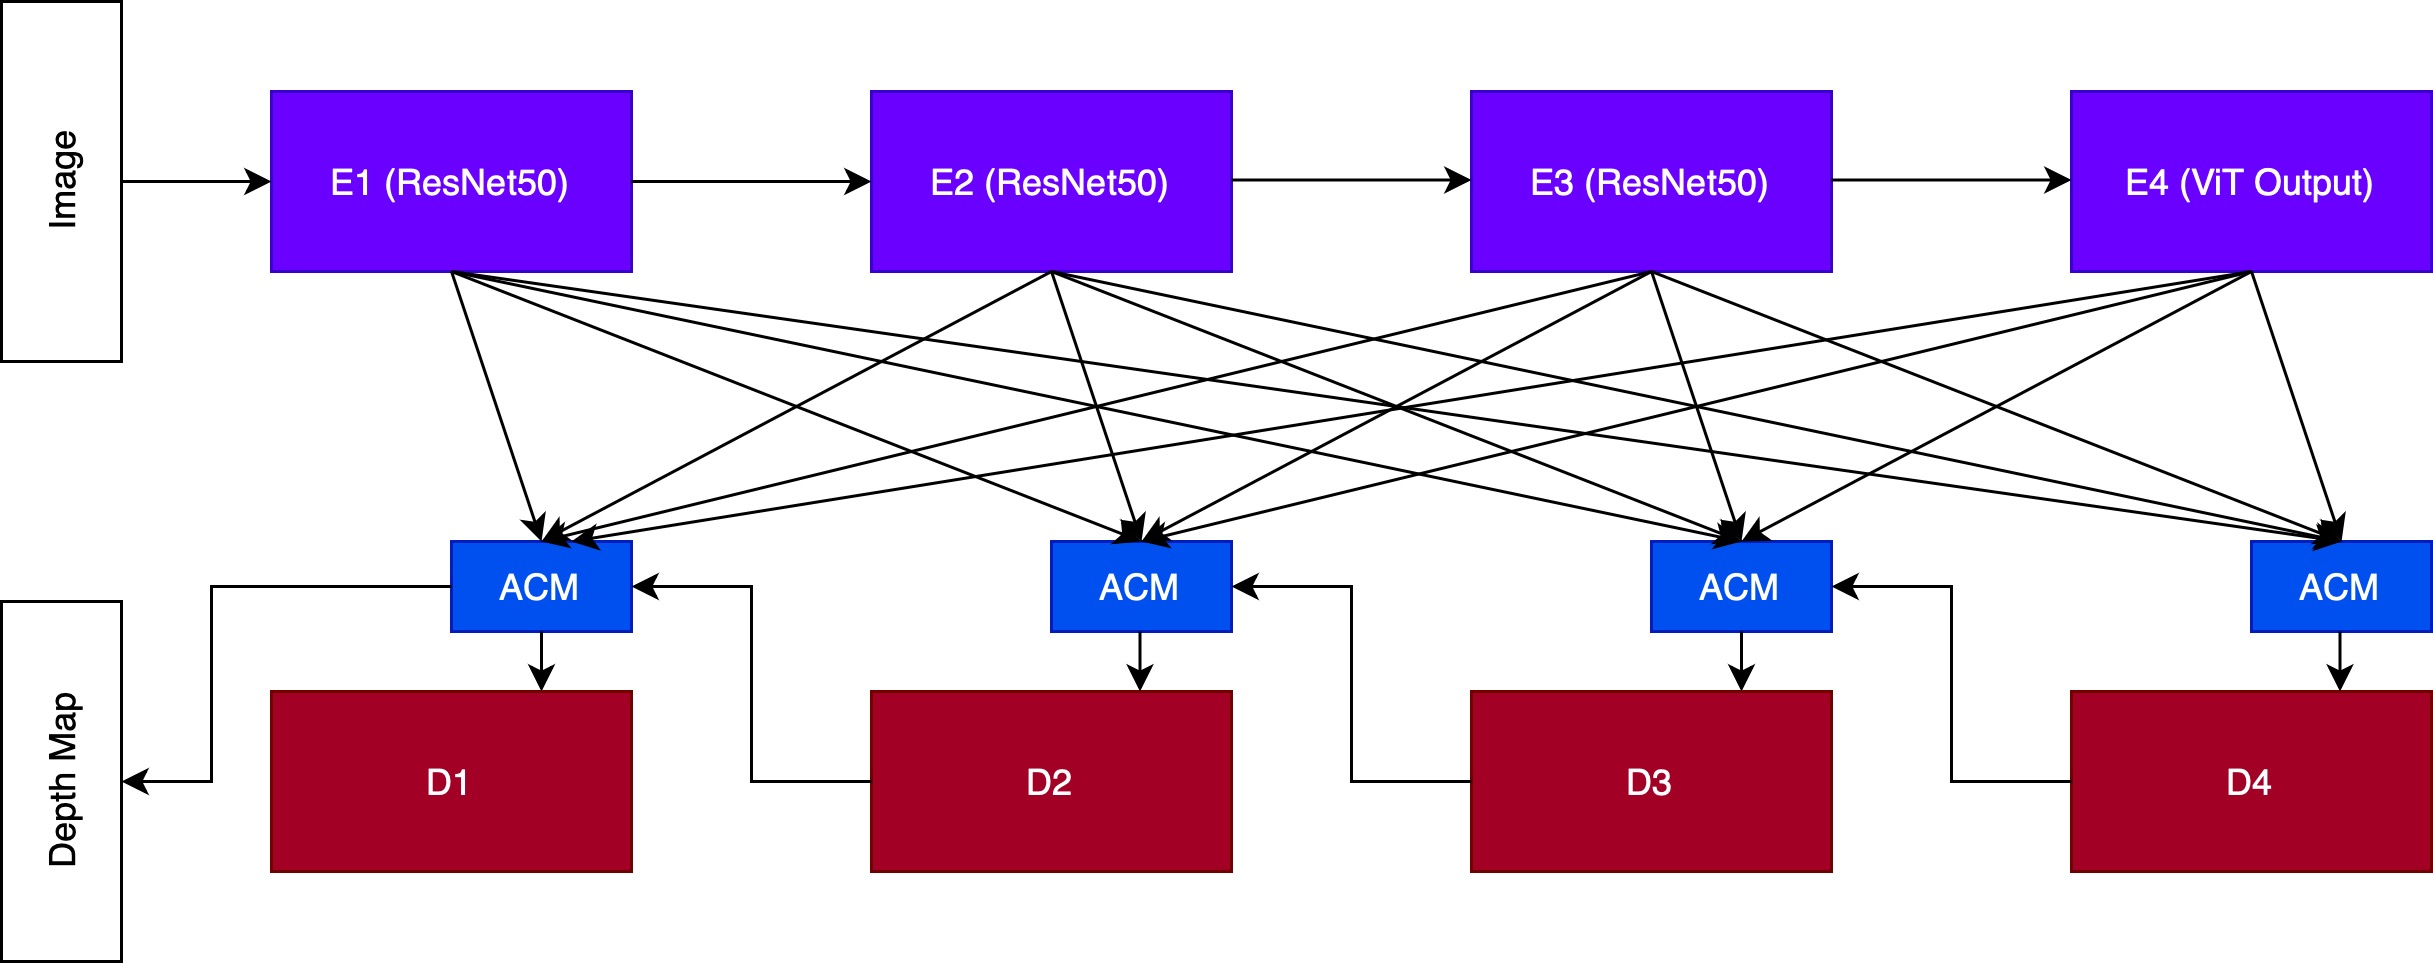 Image
E1 (ResNet50)
E2 (ResNet50)
E3 (ResNet50)
E4 (ViT Output)
ACM
ACM
ACM
ACM
Depth Map
D1
D2
D3
D4